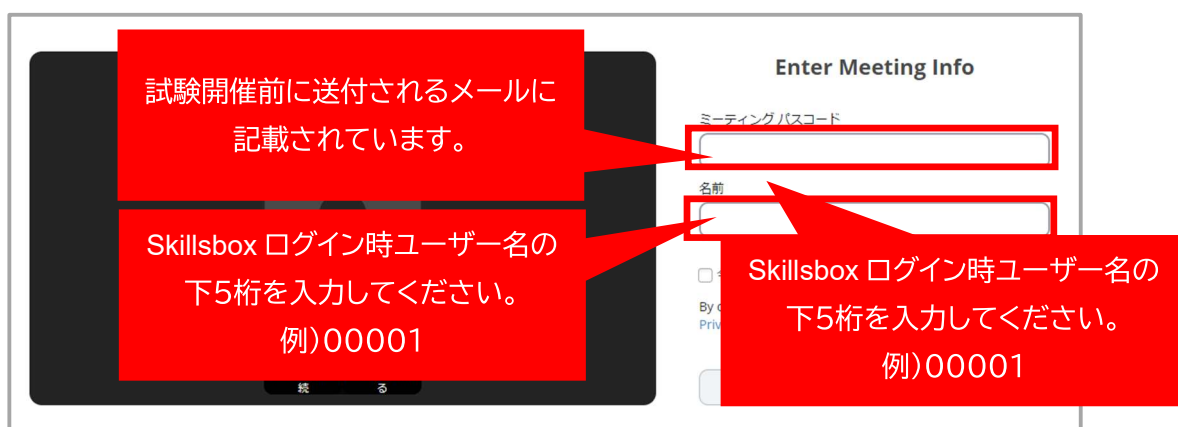 試験開催前に送付されるメールに
記載されています。
Skillsbox ログイン時ユーザー名の
下5桁を入力してください。
例)00001
続 る
Enter Meeting Info
ミーティング パスコード
名前
By
Priv
Skillsbox ログイン時ユーザー名の
下5桁を入力してください。
例)00001